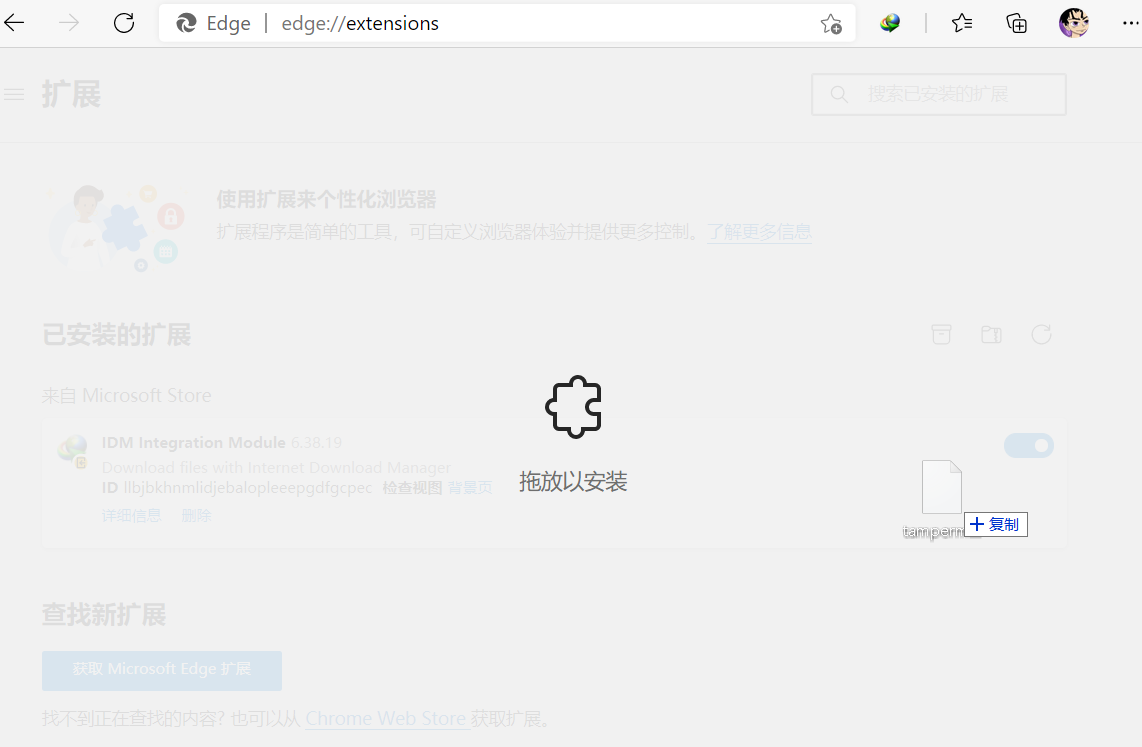 Edge | edge://extensions
扩展
搜索已安装的扩展
使用扩展来个性化浏览器
扩展程序是简单的工具，可自定义浏览器体验并提供更多控制。了解更多信息
已安装的扩展
来自 Microsoft Store
IDM Integration Module 6.38.19
Download files with Internet Download Manager
ID llbjbkhnmlidjebalopleeepgdfgcpec 检查视图 背景页
详细信息 删除
拖放以安装
复制
查找新扩展
获取 Microsoft Edge 扩展
找不到正在查找的内容? 也可以从 Chrome Web Store 获取扩展。